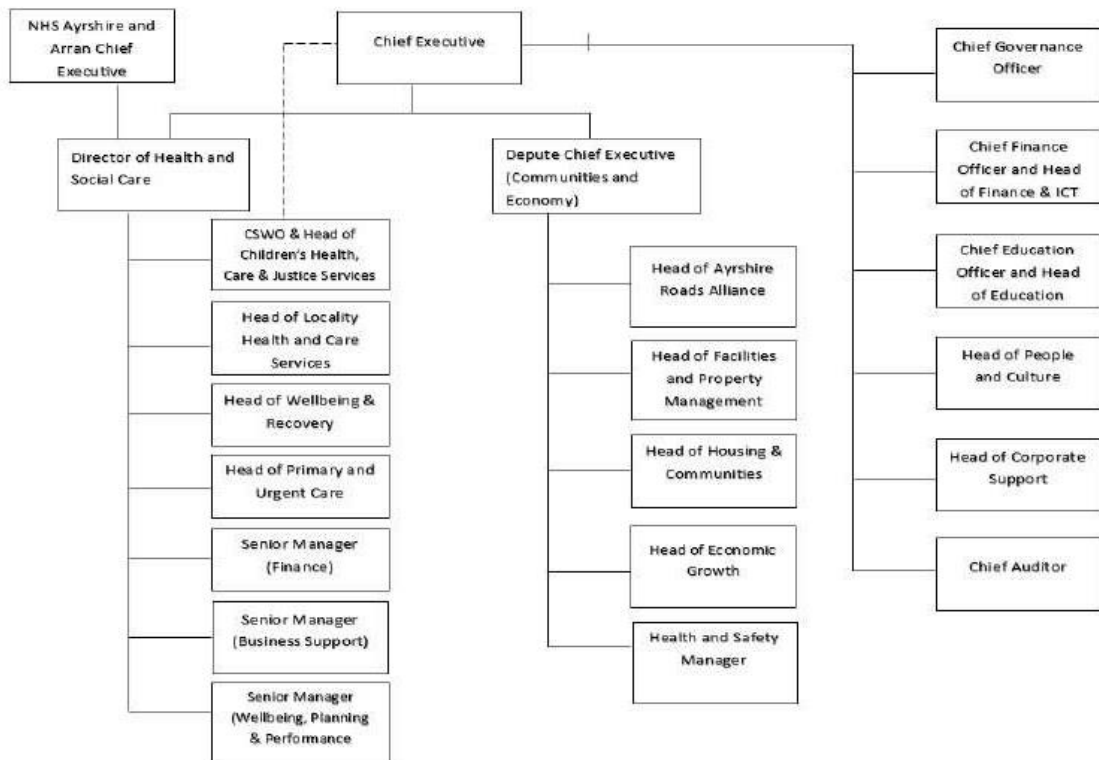 NHS Ayrshire and
Arran Chief
Executive
Chief Executive
Director of Health and
Social Care
Depute Chief Executive
(Communities and
Economy)
CSWO & Head of
Children's Health,
Care & Justice Services
Head of Locality
Health and Care
Services
Head of Wellbeing &
Recovery
Head of Primary and
Urgent Care
Senior Manager
(Finance)
Senior Manager
(Business Support)
Senior Manager
(Wellbeing, Planning
& Performance
Head of Ayrshire
Roads Alliance
Head of Facilities
and Property
Management
Head of Housing &
Communities
Head of Economic
Growth
Health and Safety
Manager
Chief Governance
Officer
Chief Finance
Officer and Head
of Finance & ICT
Chief Education
Officer and Head
of Education
Head of People
and Culture
Head of Corporate
Support
Chief Auditor